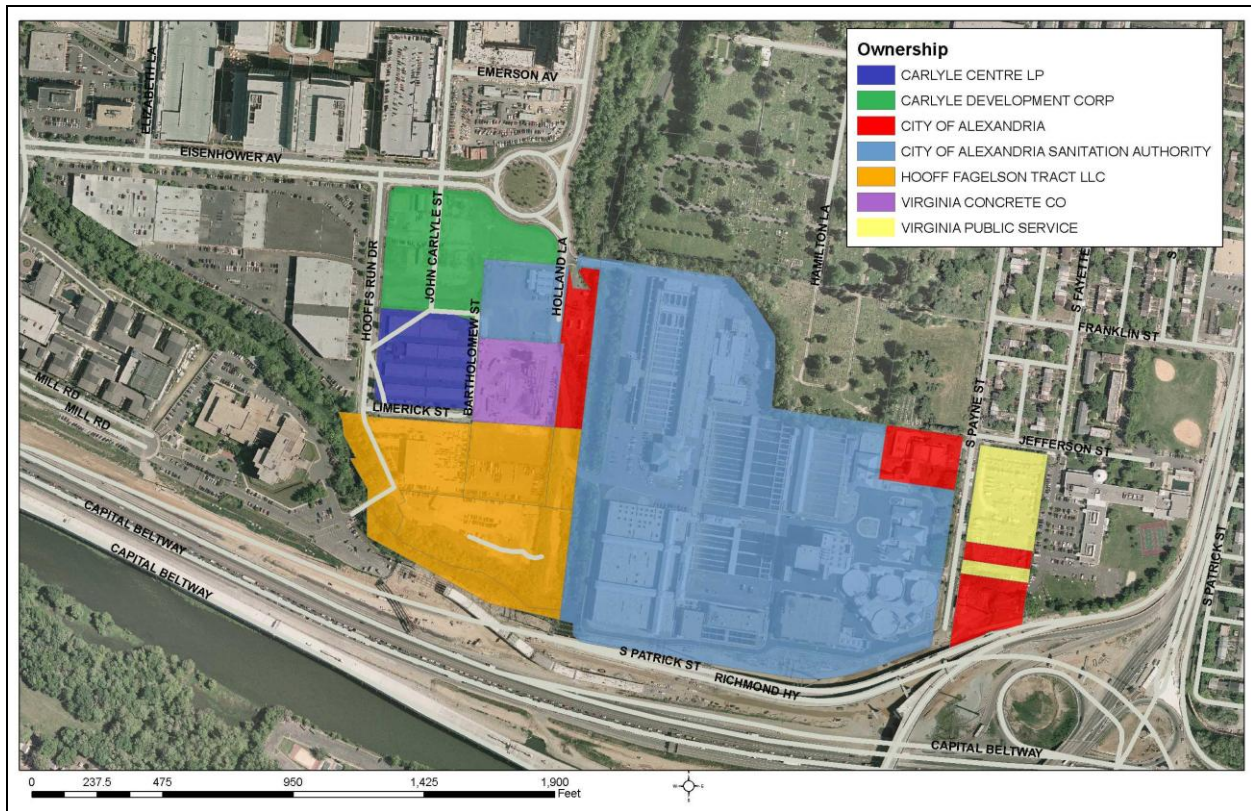 Ownership
CARLYLE CENTRE LP
CARLYLE DEVELOPMENT CORP
CITY OF ALEXANDRIA
CITY OF ALEXANDRIA SANITATION AUTHORITY
HOOFF FAGELSON TRACT LLC
VIRGINIA CONCRETE CO
VIRGINIA PUBLIC SERVICE
ELIZABETH LA
EMERSON AV
EISENHOWER AV
HOOFFS RUN DR
JOHN CARLYLE ST
BARTHOLOMEW ST
HOLLAND LA
HAMILTON LA
S FAYETTE
S
FRANKLIN ST
S PAYNE ST
JEFFERSON ST
LIMERICK ST
MILL RD
MILL RD
CAPITAL BELTWAY
CAPITAL BELTWAY
S PATRICK ST
S PATRICK ST
RICHMOND HY
CAPITAL BELTWAY
0 237.5 475 950 1,425 1,900
Feet
N
W E
S